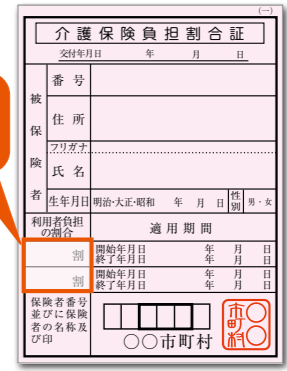 (一)
介護保険負担割合証
交付年月日　年　月　日
被保険者
番号
住所
フリガナ
氏名
生年月日 明治・大正・昭和　年　月　日 性別 男・女
利用者負担の割合 適用期間
割 開始年月日　年　月　日
終了年月日　年　月　日
割 開始年月日　年　月　日
終了年月日　年　月　日
保険者番号
並びに保険
者の名称及
び印
〇〇市町村
〇〇市町村